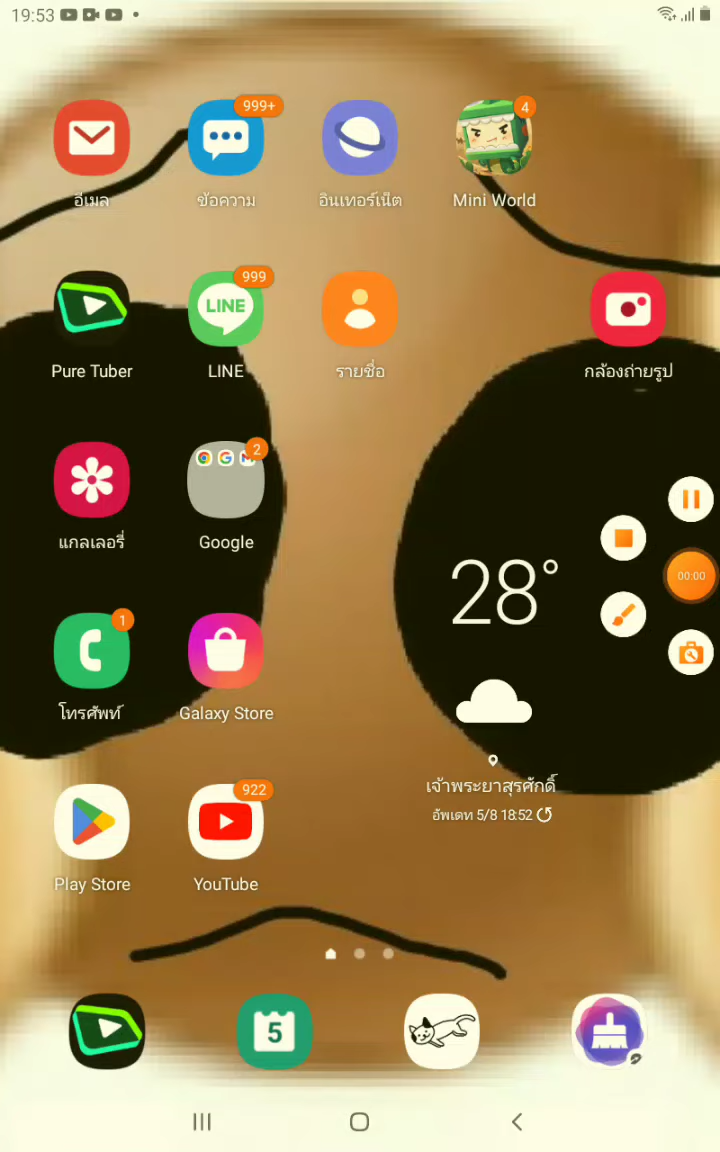 19:53
999+
4
อีเมล
ข้อความ
อินเทอร์เน็ต
Mini World
999
LINE
Pure Tuber
LINE
รายชื่อ
กล้องถ่ายรูป
2
แกลเลอรี่
Google
28°
00:00
1
โทรศัพท์
Galaxy Store
เจ้าพระยาสุรศักดิ์
อัพเดท 5/8 18:52
922
Play Store
YouTube
5